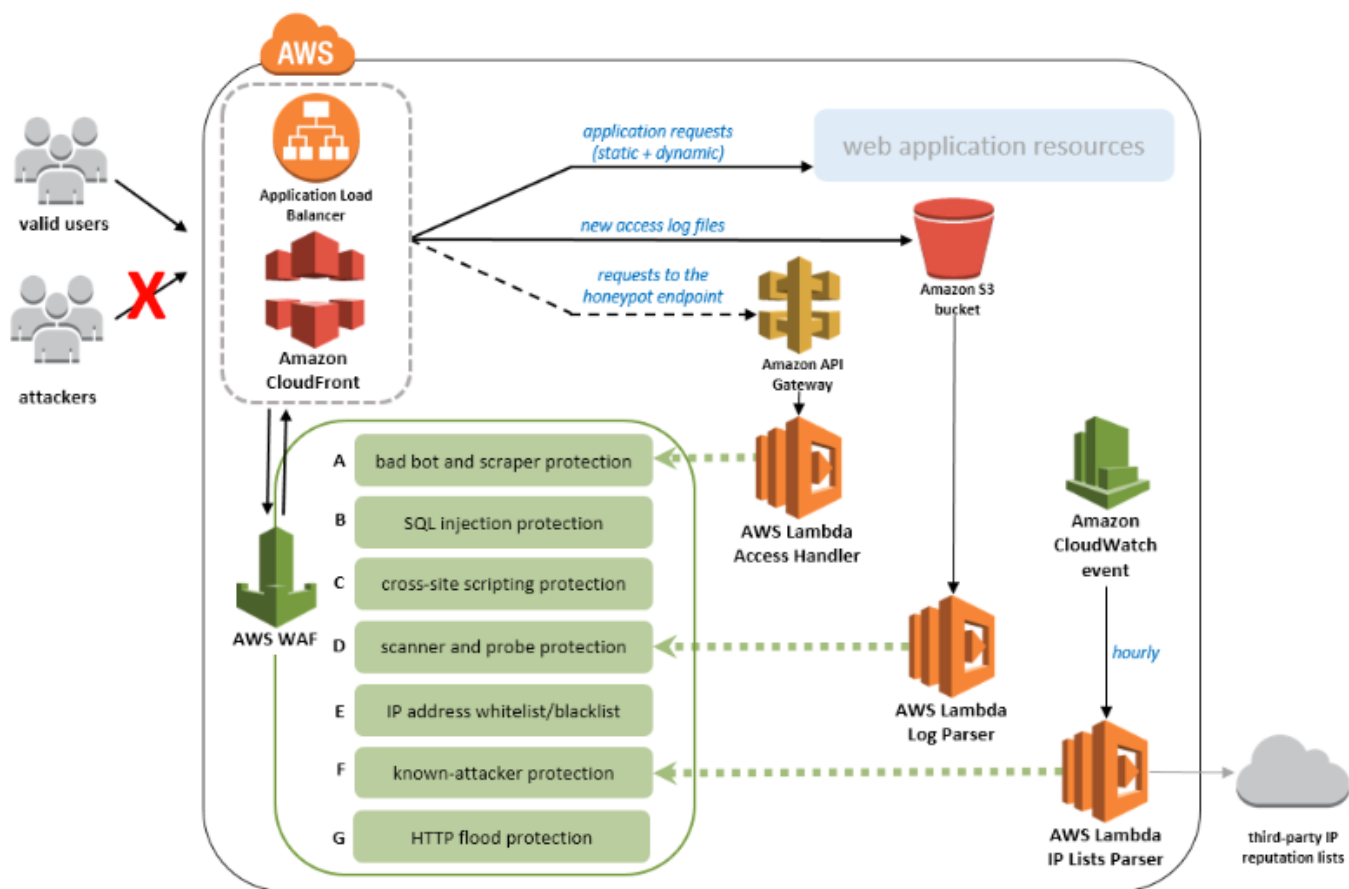 AWS
valid users
attackers
Application Load
Balancer
Amazon
CloudFront
application requests
(static + dynamic)
web application resources
new access log files
requests to the
honeypot endpoint
Amazon S3
bucket
Amazon API
Gateway
AWS WAF
A
bad bot and scraper protection
B
SQL injection protection
C
cross-site scripting protection
D
scanner and probe protection
E
IP address whitelist/blacklist
F
known-attacker protection
G
HTTP flood protection
AWS Lambda
Access Handler
Amazon
CloudWatch
event
AWS Lambda
Log Parser
hourly
AWS Lambda
IP Lists Parser
third-party IP
reputation lists